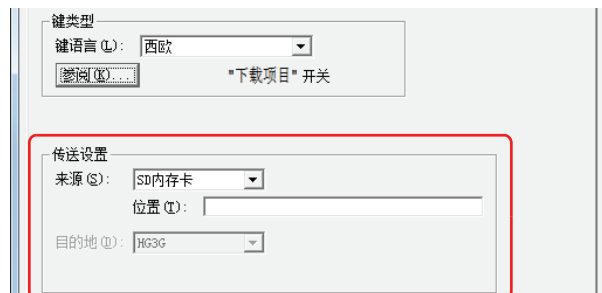 键类型
键语言(L): 西欧
参阅(K)... "下载项目" 开关
传送设置
来源(S): SD内存卡
位置(T):
目的地(D): HG3G